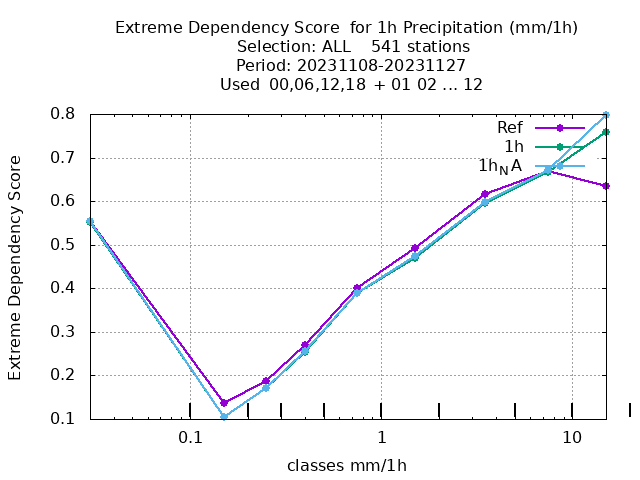 Extreme Dependency Score  for 1h Precipitation (mm/1h)
Selection: ALL    541 stations
Period: 20231108-20231127
Used  00,06,12,18  + 01 02 ... 12
Extreme Dependency Score
0.8
0.7
0.6
0.5
0.4
0.3
0.2
0.1
Ref
1h
1h_NA
0.1 1 10
classes mm/1h